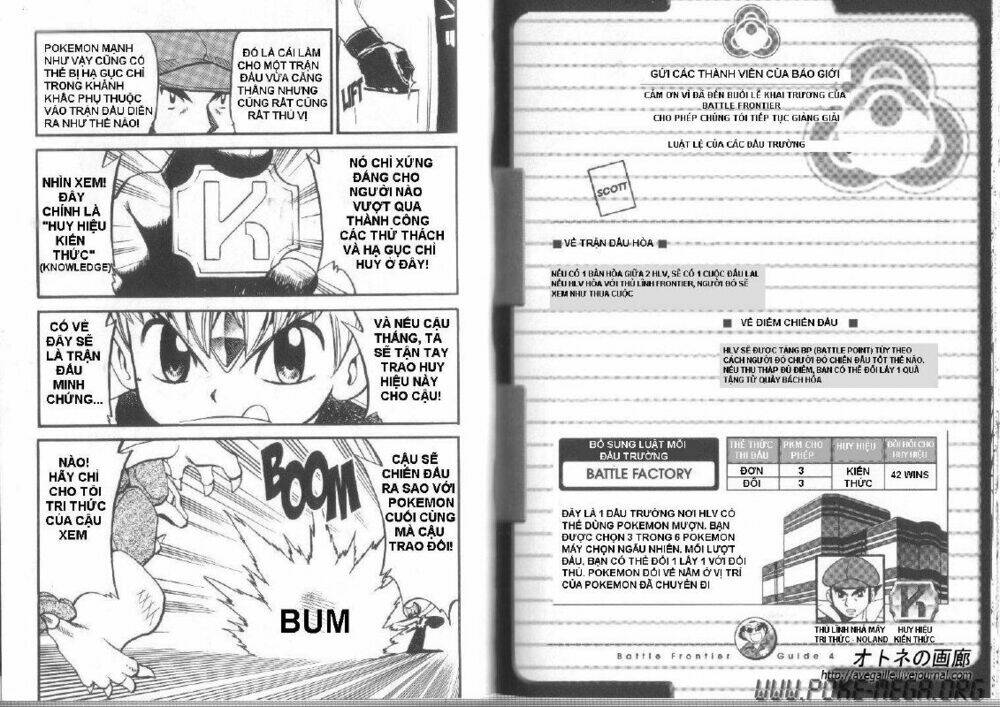 POKEMON MẠNH
NHƯ VẬY CŨNG CÓ
THỂ BỊ HẠ GỤC CHỈ
TRONG KHẢNH
KHẮC PHỤ THUỘC
VÀO TRẬN ĐẤU DIỄN
RA NHƯ THẾ NÀO!
ĐÓ LÀ CÁI LÀM
CHO MỘT TRẬN
ĐẤU VỪA CĂNG
THẲNG NHƯNG
CŨNG RẤT CŨNG
RẤT THÚ VỊ
LIFT
NHÌN XEM!
ĐÂY
CHÍNH LÀ
"HUY HIỆU
KIẾN
THỨC"
(KNOWLEDGE)
NÓ CHỈ XỨNG
ĐÁNG CHO
NGƯỜI NÀO
VƯỢT QUA
THÀNH CÔNG
CÁC THỬ THÁCH
VÀ HẠ GỤC CHỈ
HUY Ở ĐÂY!
CÓ VẺ
ĐÂY SẼ
LÀ TRẬN
ĐẤU
MINH
CHỨNG...
VÀ NẾU CẬU
THẮNG, TA
SẼ TẬN TAY
TRAO HUY
HIỆU NÀY
CHO CẬU!
NÀO!
HÃY CHỈ
CHO TÔI
TRI THỨC
CỦA CẬU
XEM
BOOM
CẬU SẼ
CHIẾN ĐẤU
RA SAO VỚI
POKEMON
CUỐI CÙNG
MÀ CẬU
TRAO ĐỔI!
BUM
GỬI CÁC THÀNH VIÊN CỦA BÁO GIỚI
CẢM ƠN VÌ ĐÃ ĐẾN BUỔI LỄ KHAI TRƯƠNG CỦA
BATTLE FRONTIER
CHO PHÉP CHÚNG TÔI TIẾP TỤC GIẢNG GIẢI
LUẬT LỆ CỦA CÁC ĐẤU TRƯỜNG
SCOTT
VỀ TRẬN ĐẤU HÒA
NẾU CÓ 1 BÀN HÒA GIỮA 2 HLV, SẼ CÓ 1 CUỘC ĐẤU LẠI.
NẾU HLV HÒA VỚI THỦ LĨNH FRONTIER, NGƯỜI ĐÓ SẼ
XEM NHƯ THUA CUỘC
VỀ ĐIỂM CHIẾN ĐẤU
HLV SẼ ĐƯỢC TẶNG BP (BATTLE POINT) TÙY THEO
CÁCH NGƯỜI ĐÓ CHƯỜI ĐÓ CHIẾN ĐẤU TỐT THẾ NÀO.
NẾU THU THẬP ĐỦ ĐIỂM, BẠN CÓ THỂ ĐỔI LẤY 1 QUÀ
TẶNG TỪ QUẦY BÁCH HÓA
BỔ SUNG LUẬT MỖI
ĐẤU TRƯỜNG
BATTLE FACTORY
THỂ THỨC THI ĐẤU PKM CHO PHÉP HUY HIỆU ĐÒI HỎI CHO HUY HIỆU
ĐƠN 3 KIẾN THỨC 42 WINS
ĐÔI 3
ĐÂY LÀ 1 ĐẤU TRƯỜNG NƠI HLV CÓ
THỂ DÙNG POKEMON MƯỢN. BẠN
ĐƯỢC CHỌN 3 TRONG 6 POKEMON
MÁY CHỌN NGẪU NHIÊN. MỖI LƯỢT
ĐẤU, BẠN CÓ THỂ ĐỔI 1 LẤY 1 VỚI ĐỐI
THỦ. POKEMON ĐỔI VỀ NẰM Ở VỊ TRÍ
CỦA POKEMON ĐÃ CHUYỂN ĐI
THỦ LĨNH NHÀ MÁY
TRI THỨC - NOLAND
HUY HIỆU
KIẾN THỨC
Battle Frontier Guide 4
オトネの画廊
http://avegaille.livejournal.com
WWW.POKE-MEGA.ORG